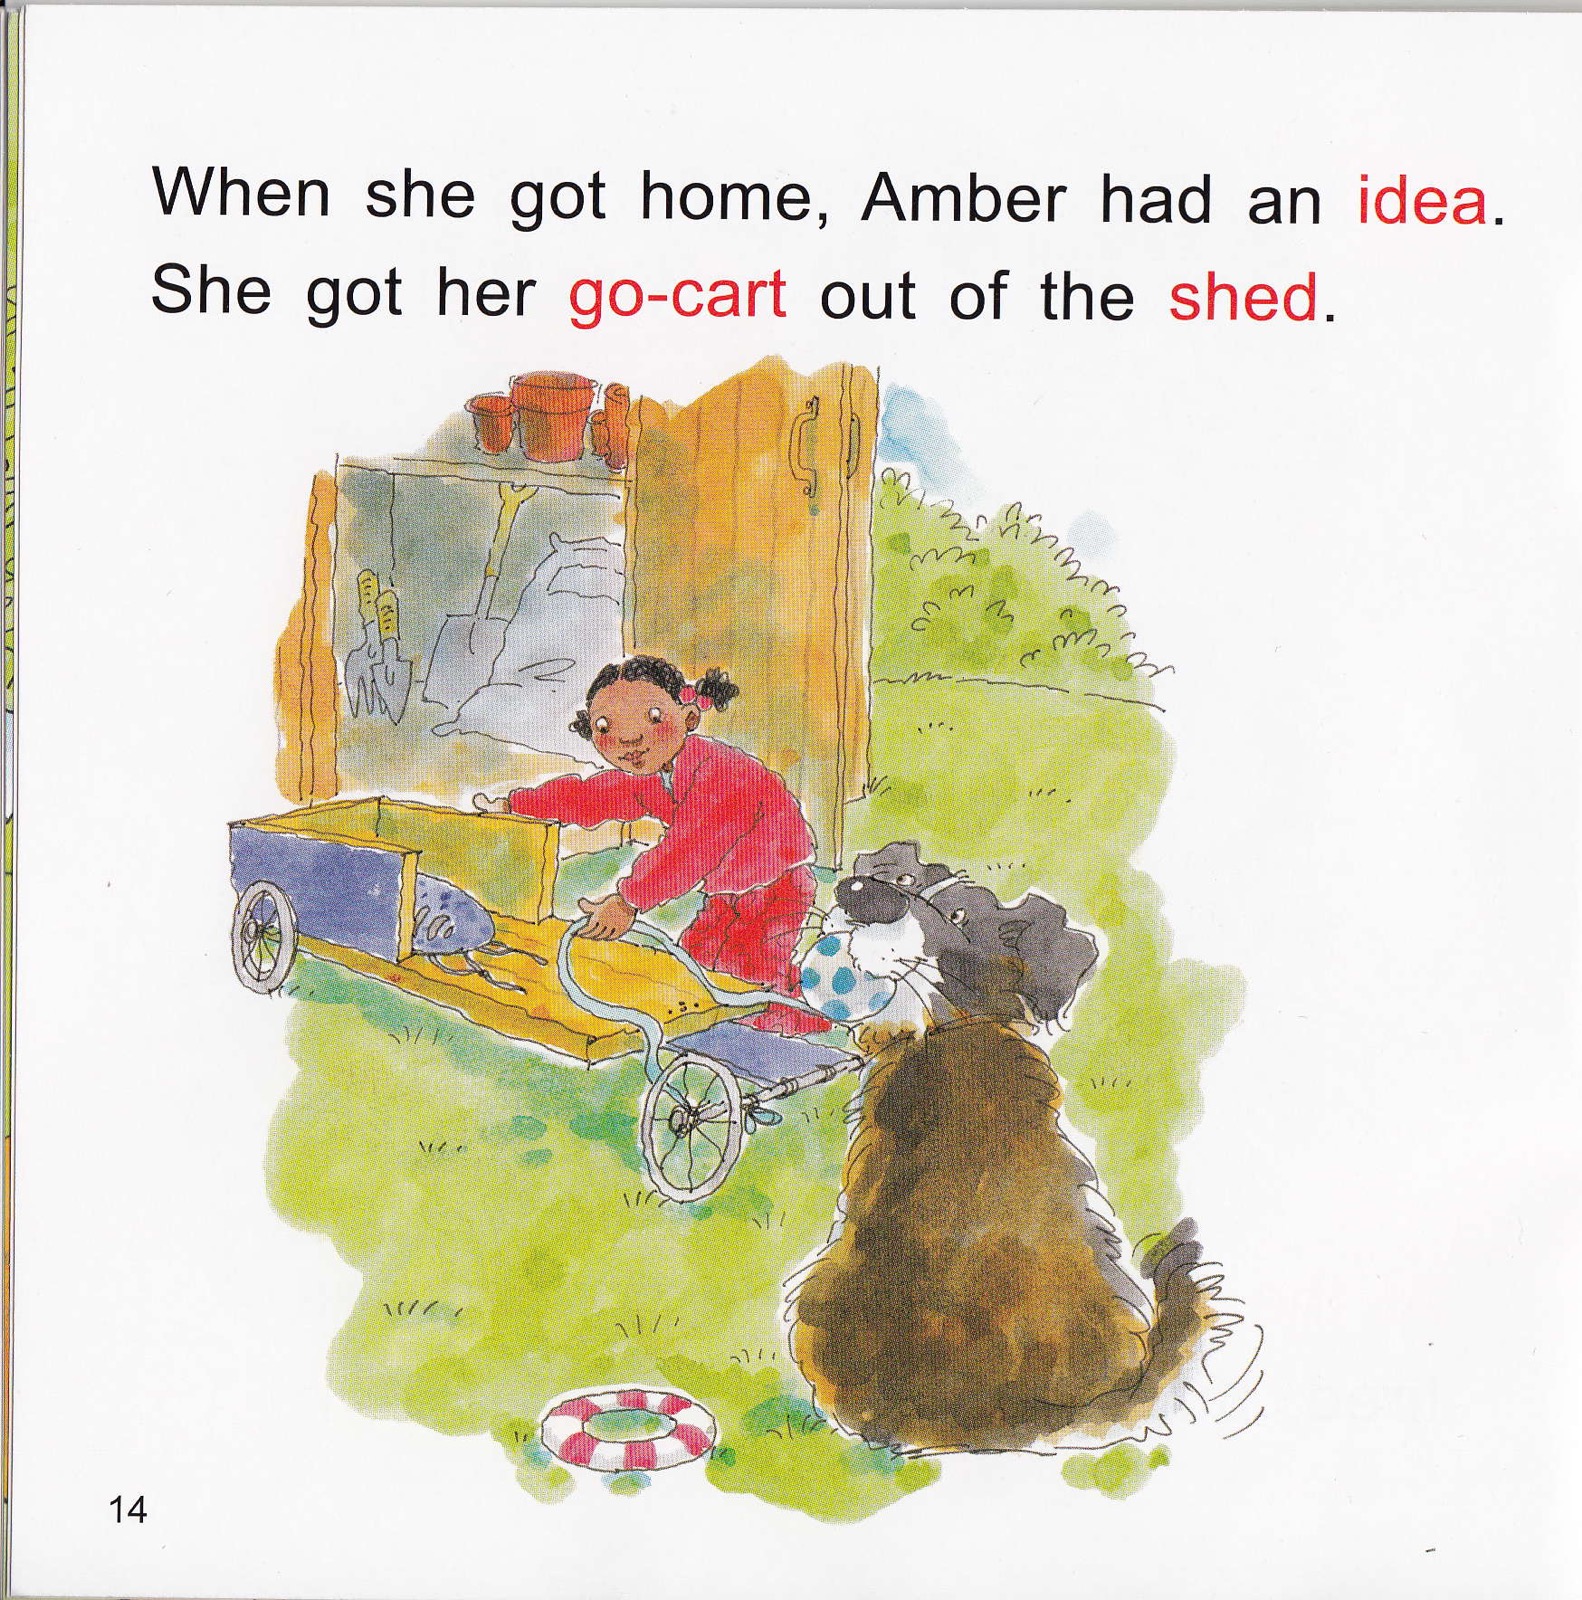 When she got home, Amber had an idea.
She got her go-cart out of the shed.
14